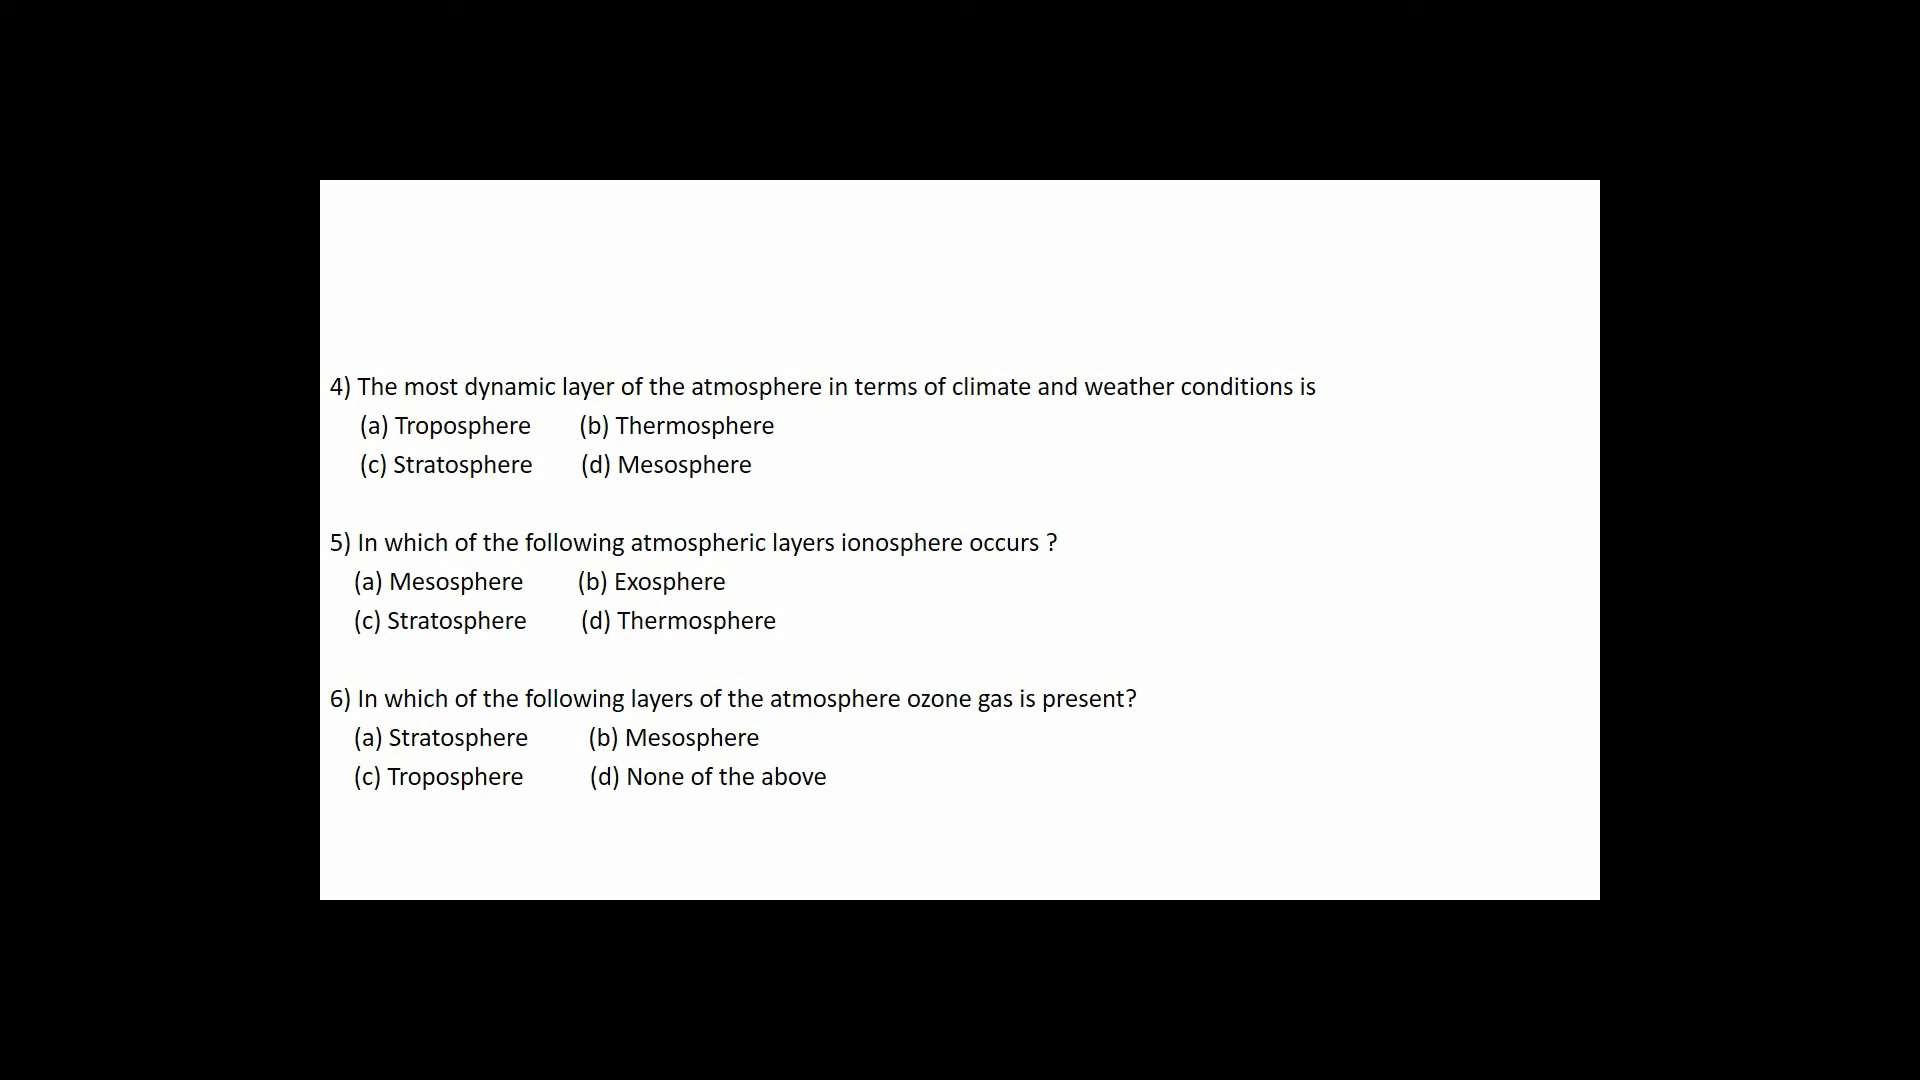 4) The most dynamic layer of the atmosphere in terms of climate and weather conditions is
(a) Troposphere (b) Thermosphere
(c) Stratosphere (d) Mesosphere
5) In which of the following atmospheric layers ionosphere occurs ?
(a) Mesosphere (b) Exosphere
(c) Stratosphere (d) Thermosphere
6) In which of the following layers of the atmosphere ozone gas is present?
(a) Stratosphere (b) Mesosphere
(c) Troposphere (d) None of the above